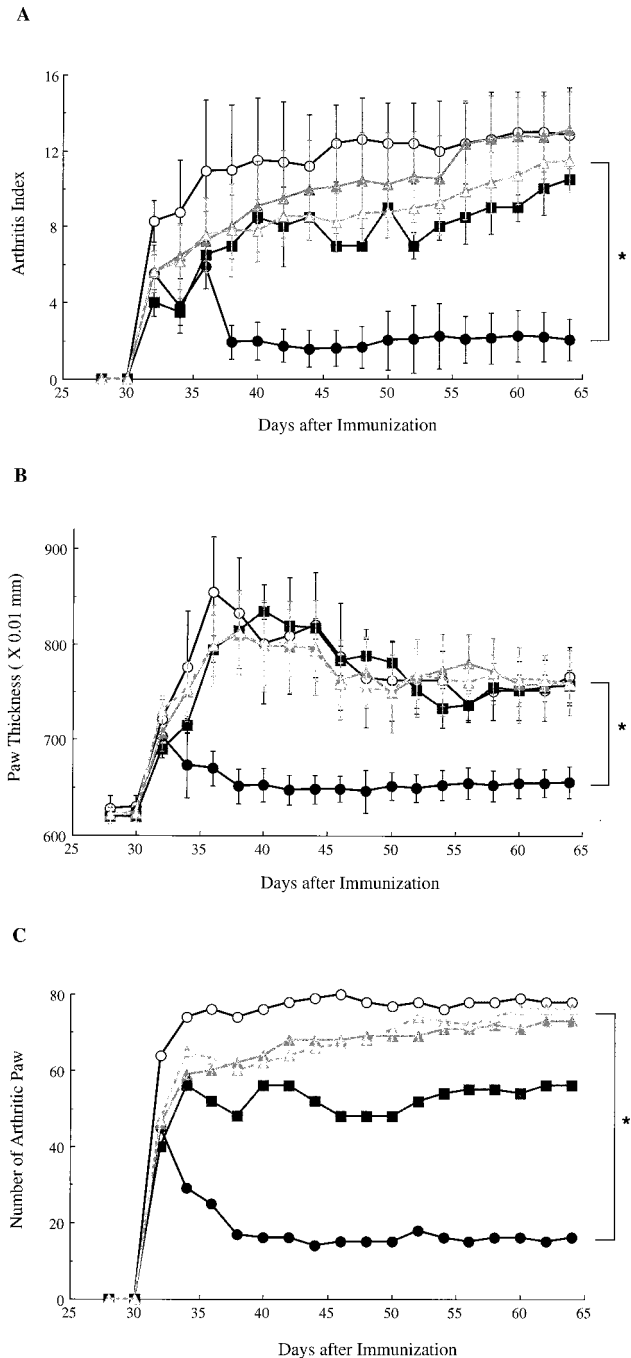 A
16
12
8
4
0
Arthritis Index
25 30 35 40 45 50 55 60 65
Days after Immunization
*
B
900
800
700
600
Paw Thickness ( X 0.01 mm)
25 30 35 40 45 50 55 60 65
Days after Immunization
*
C
80
60
40
20
0
Number of Arthritic Paw
25 30 35 40 45 50 55 60 65
Days after Immunization
*